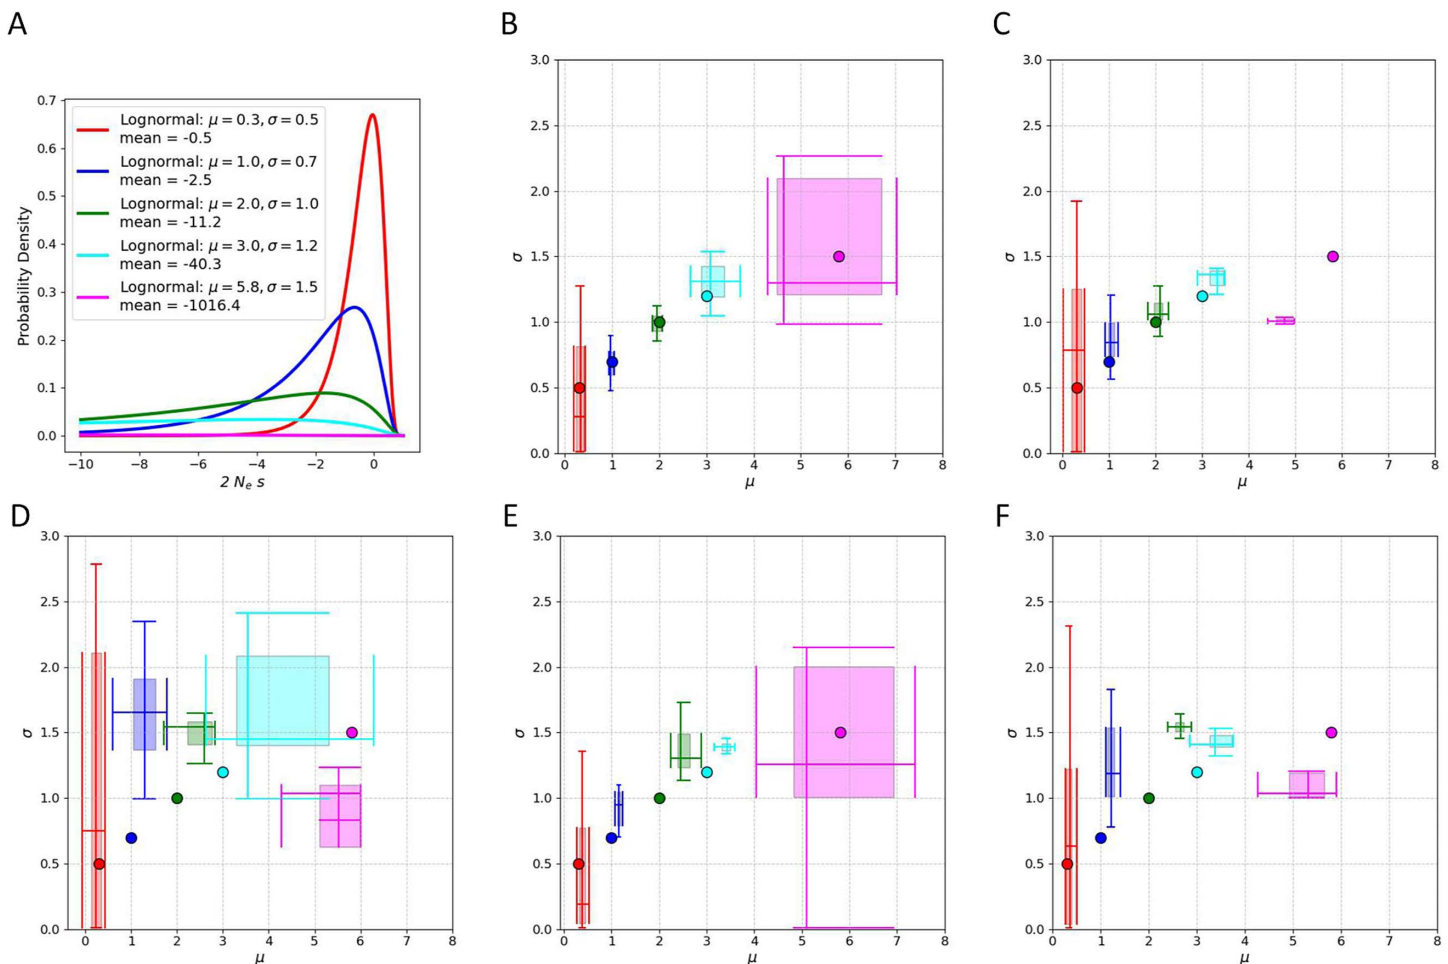 A
B
C
Lognormal: μ = 0.3, σ = 0.5
mean = -0.5
Lognormal: μ = 1.0, σ = 0.7
mean = -2.5
Lognormal: μ = 2.0, σ = 1.0
mean = -11.2
Lognormal: μ = 3.0, σ = 1.2
mean = -40.3
Lognormal: μ = 5.8, σ = 1.5
mean = -1016.4
Probability Density
0.7
0.6
0.5
0.4
0.3
0.2
0.1
0.0
−10 −8 −6 −4 −2 0
2 Ne s
σ
3.0
2.5
2.0
1.5
1.0
0.5
0.0
0 1 2 3 4 5 6 7 8
μ
σ
3.0
2.5
2.0
1.5
1.0
0.5
0.0
0 1 2 3 4 5 6 7 8
μ
D
E
F
σ
3.0
2.5
2.0
1.5
1.0
0.5
0.0
0 1 2 3 4 5 6 7 8
μ
σ
3.0
2.5
2.0
1.5
1.0
0.5
0.0
0 1 2 3 4 5 6 7 8
μ
σ
3.0
2.5
2.0
1.5
1.0
0.5
0.0
0 1 2 3 4 5 6 7 8
μ